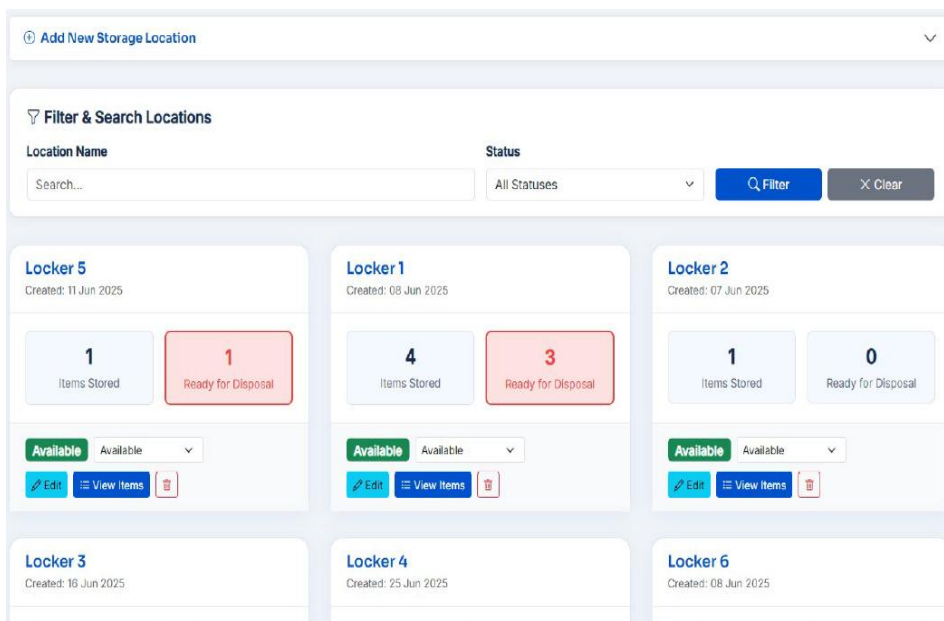 Add New Storage Location
Filter & Search Locations
Location Name
Status
Search...
All Statuses
Filter
Clear
Locker 5
Created: 11 Jun 2025
1
Items Stored
1
Ready for Disposal
Available
Available
Edit
View Items
Locker 1
Created: 08 Jun 2025
4
Items Stored
3
Ready for Disposal
Available
Available
Edit
View Items
Locker 2
Created: 07 Jun 2025
1
Items Stored
0
Ready for Disposal
Available
Available
Edit
View Items
Locker 3
Created: 16 Jun 2025
Locker 4
Created: 25 Jun 2025
Locker 6
Created: 08 Jun 2025